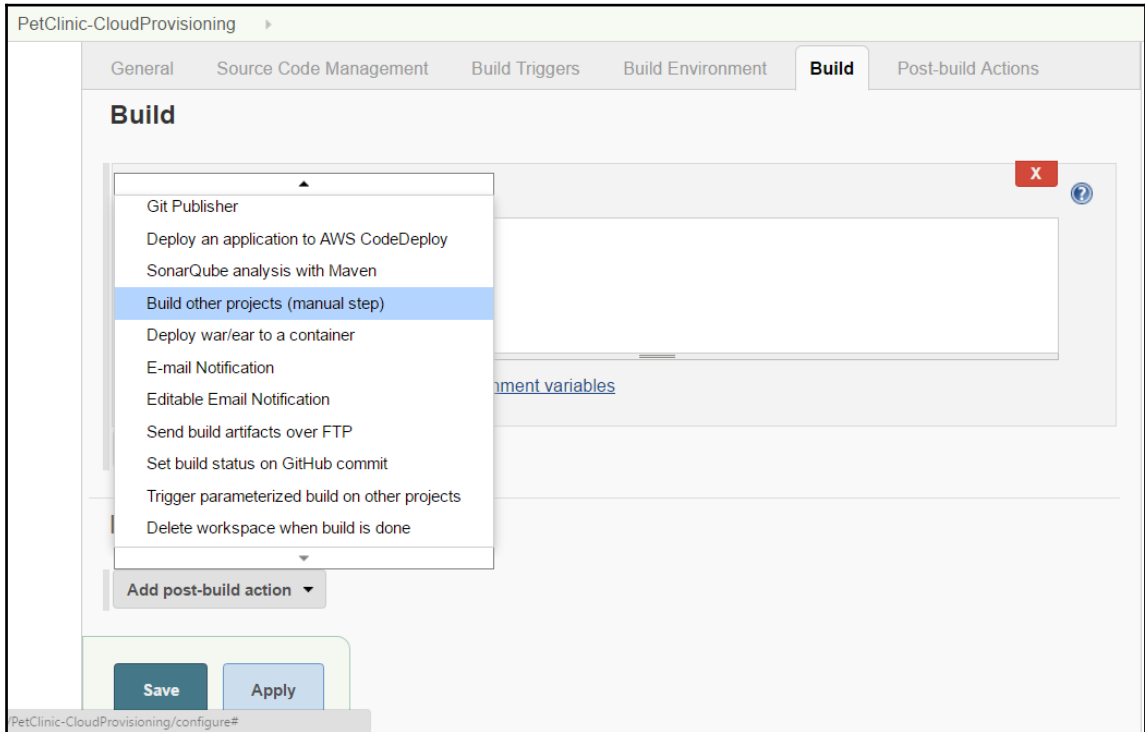 PetClinic-CloudProvisioning
General Source Code Management Build Triggers Build Environment Build Post-build Actions
Build
X
?
Git Publisher
Deploy an application to AWS CodeDeploy
SonarQube analysis with Maven
Build other projects (manual step)
Deploy war/ear to a container
E-mail Notification
variables
Editable Email Notification
Send build artifacts over FTP
Set build status on GitHub commit
Trigger parameterized build on other projects
Delete workspace when build is done
Add post-build action
Save Apply
/PetClinic-CloudProvisioning/configure#